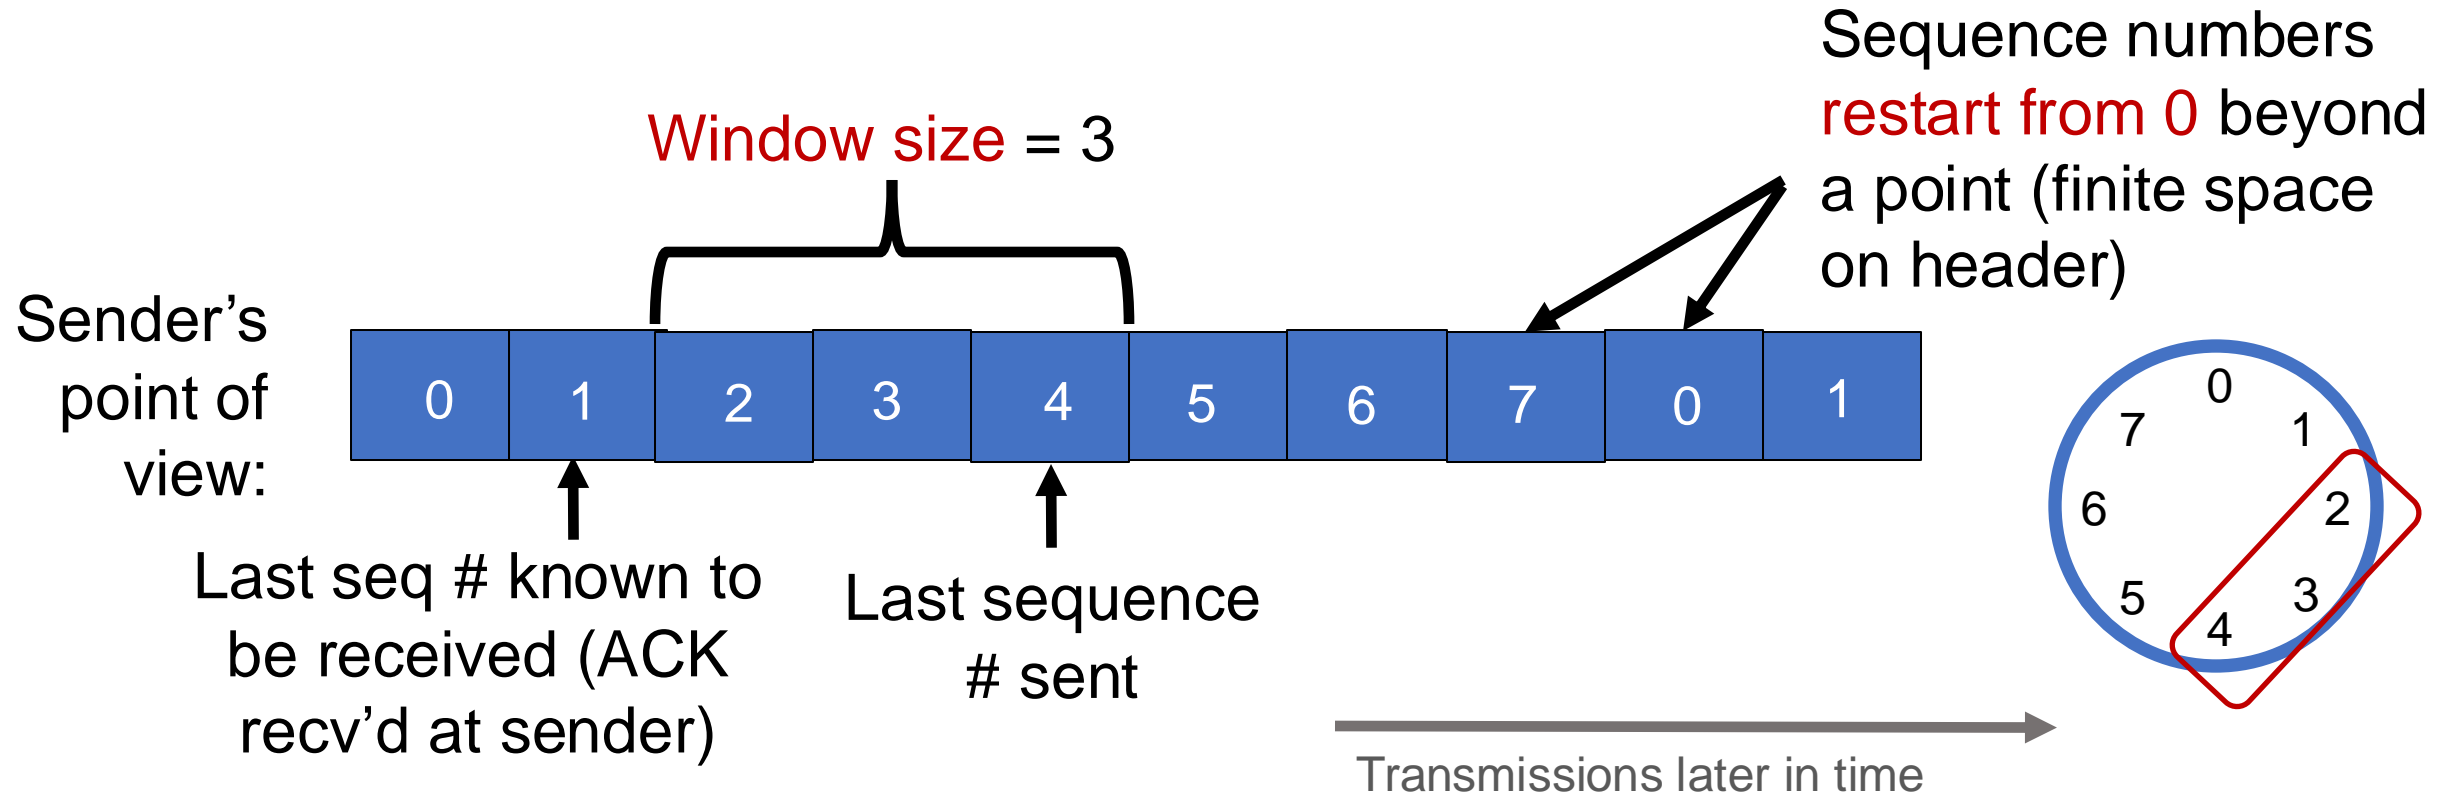 Sequence numbers
restart from 0 beyond
a point (finite space
on header)
Window size = 3
Sender’s
point of
view:
0 1 2 3 4 5 6 7 0 1
Last seq # known to
be received (ACK
recv’d at sender)
Last sequence
# sent
0
1
2
3
4
5
6
7
Transmissions later in time